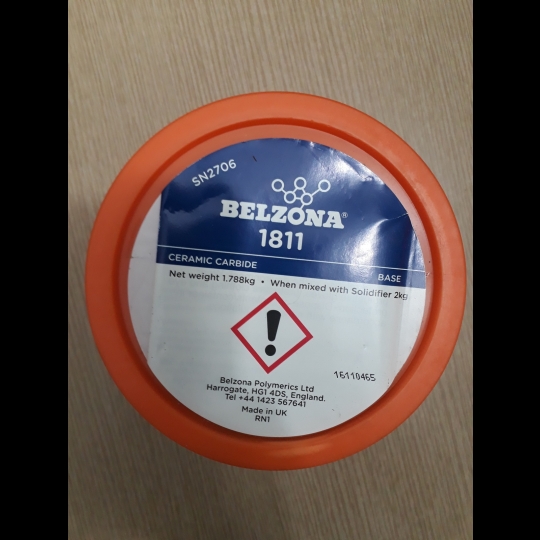 SN2706
BELZONA®
1811
CERAMIC CARBIDE
BASE
Net weight 1.788kg • When mixed with Solidifier 2kg
16110465
Belzona Polymerics Ltd
Harrogate, HG1 4DS, England.
Tel +44 1423 567641
Made in UK
RN1